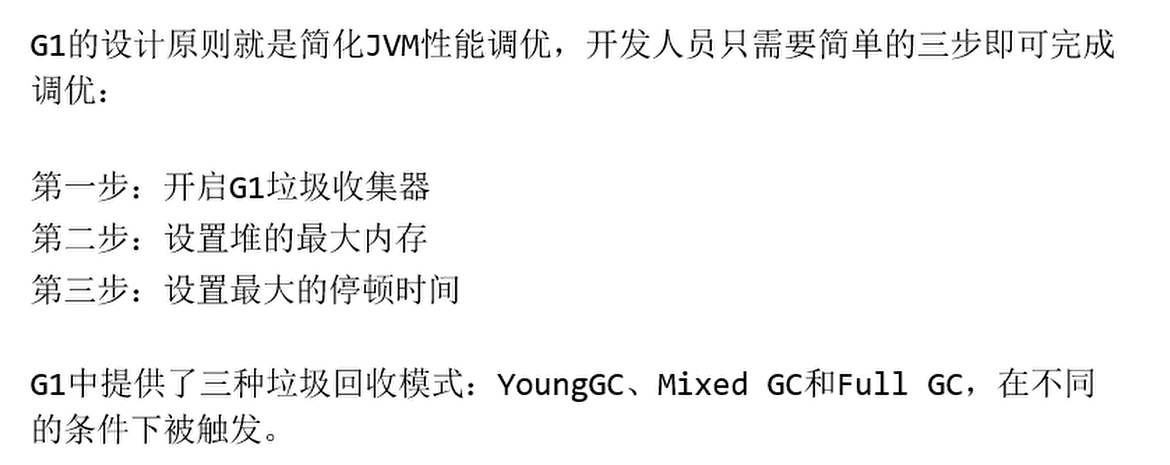 G1的设计原则就是简化JVM性能调优，开发人员只需要简单的三步即可完成
调优：
第一步：开启G1垃圾收集器
第二步：设置堆的最大内存
第三步：设置最大的停顿时间
G1中提供了三种垃圾回收模式：YoungGC、Mixed GC和Full GC，在不同
的条件下被触发。